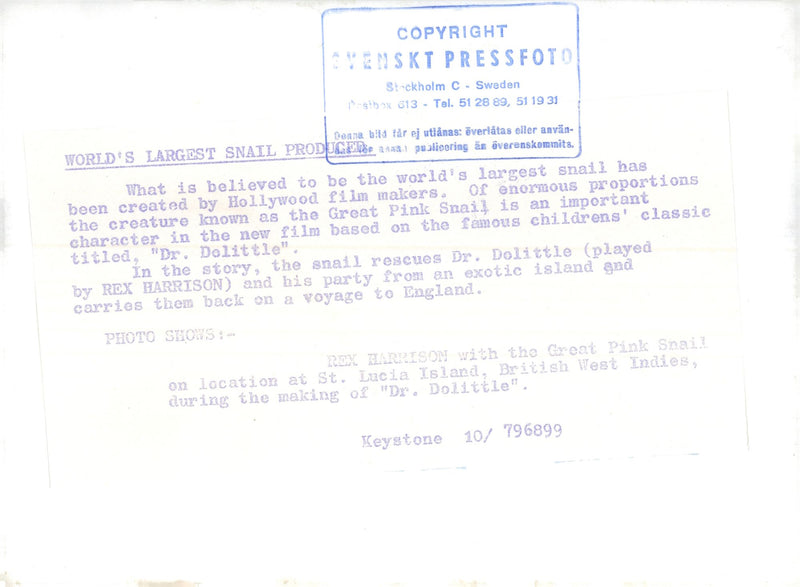 COPYRIGHT
SVENSKT PRESSFOTO
Stockholm C - Sweden
Postbox 613 - Tel. 51 28 89, 51 19 31
Denna bild får ej utlånas: överlåtas eller använ-
das för annan publicering än överenskommits.
WORLD'S LARGEST SNAIL PRODUCED.
What is believed to be the world's largest snail has
been created by Hollywood film makers. Of enormous proportions
the creature known as the Great Pink Snail is an important
character in the new film based on the famous childrens' classic
titled, "Dr. Dolittle".
In the story, the snail rescues Dr. Dolittle (played
by REX HARRISON) and his party from an exotic island and
carries them back on a voyage to England.
PHOTO SHOWS:-
REX HARRISON with the Great Pink Snail
on location at St. Lucia Island, British West Indies,
during the making of "Dr. Dolittle".
Keystone 10/ 796899